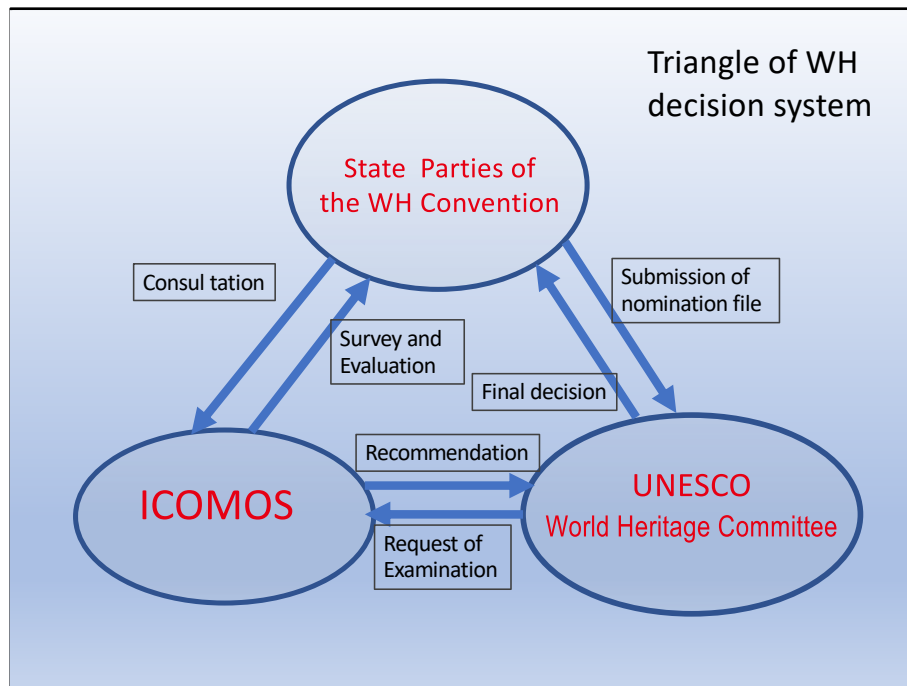 Triangle of WH
decision system
State Parties of
the WH Convention
Consul tation
Submission of
nomination file
Survey and
Evaluation
Final decision
Recommendation
ICOMOS
UNESCO
World Heritage Committee
Request of
Examination